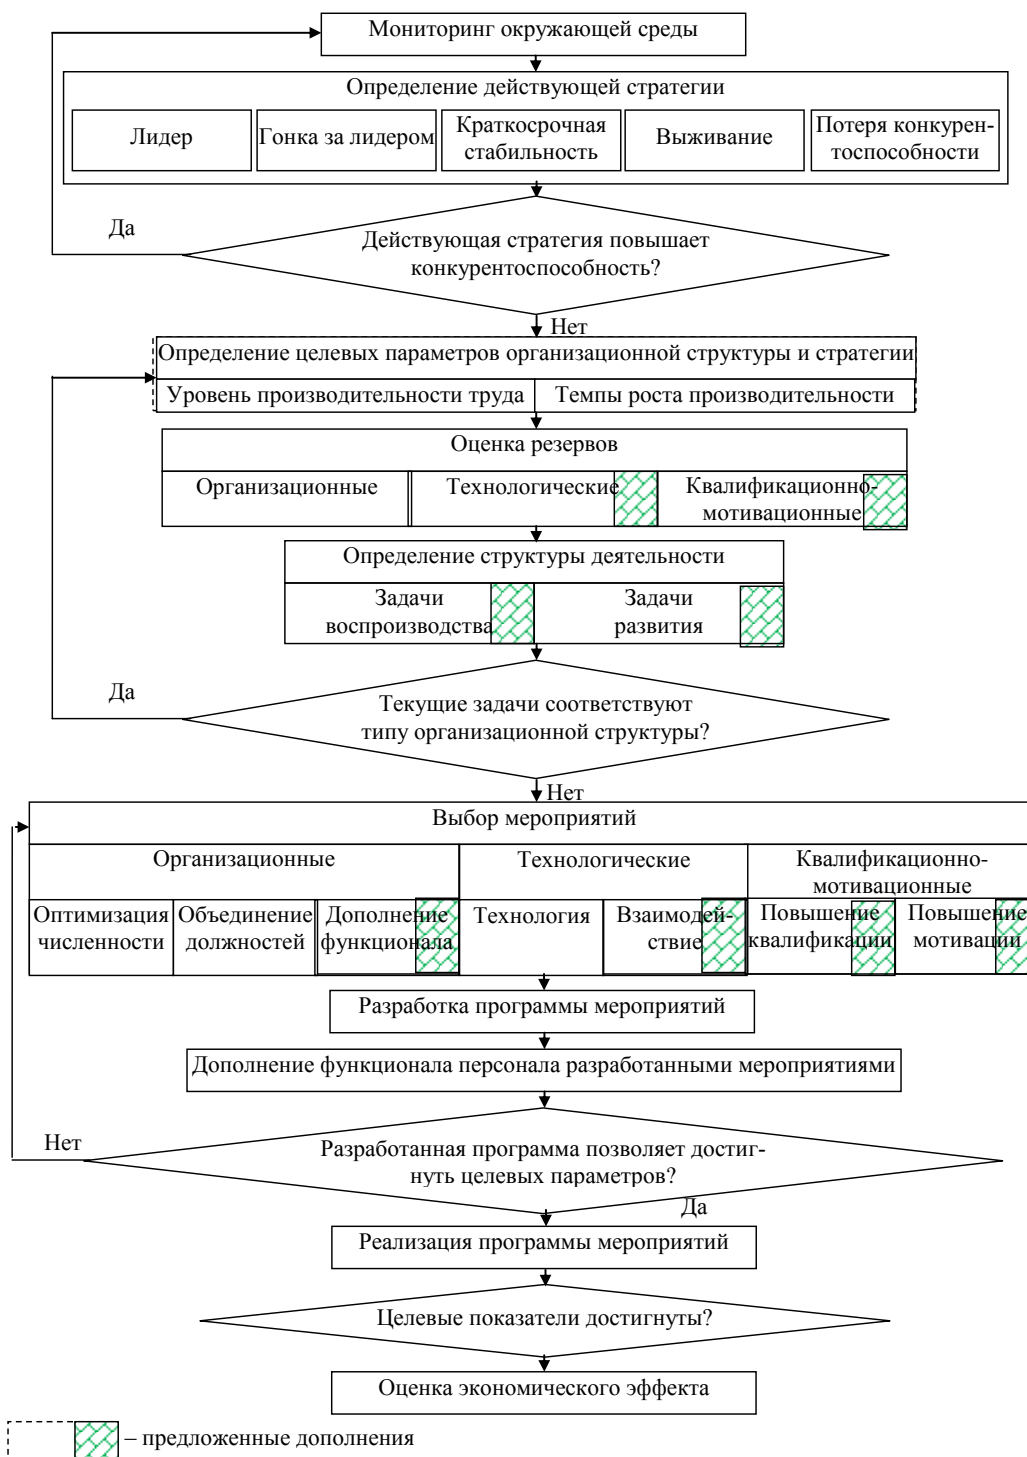 Мониторинг окружающей среды
Определение действующей стратегии
Лидер
Гонка за лидером
Краткосрочная
стабильность
Выживание
Потеря конкурен-
тоспособности
Да
Действующая стратегия повышает
конкурентоспособность?
Нет
Определение целевых параметров организационной структуры и стратегии
Уровень производительности труда
Темпы роста производительности
Оценка резервов
Организационные
Технологические
Квалификационно-
мотивационные
Определение структуры деятельности
Задачи
воспроизводства
Задачи
развития
Да
Текущие задачи соответствуют
типу организационной структуры?
Нет
Выбор мероприятий
Организационные
Технологические
Квалификационно-
мотивационные
Оптимизация
численности
Объединение
должностей
Дополнение
функционала
Технология
Взаимодей-
ствие
Повышение
квалификации
Повышение
мотивации
Разработка программы мероприятий
Дополнение функционала персонала разработанными мероприятиями
Нет
Разработанная программа позволяет достиг-
нуть целевых параметров?
Да
Реализация программы мероприятий
Целевые показатели достигнуты?
Оценка экономического эффекта
– предложенные дополнения